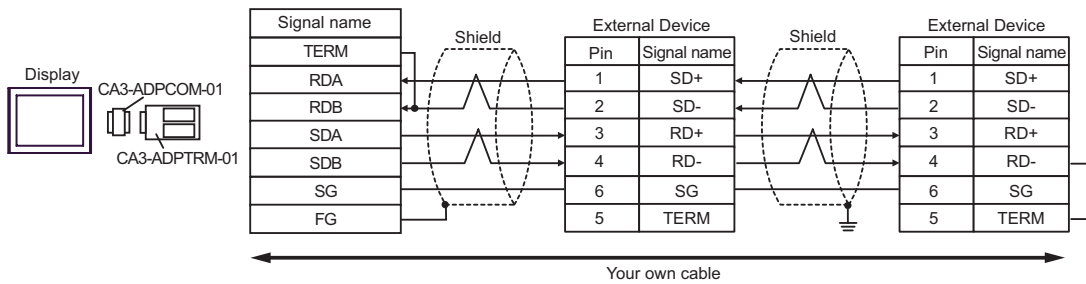 Display
CA3-ADPCOM-01
CA3-ADPTRM-01
Signal name
TERM
RDA
RDB
SDA
SDB
SG
FG
Shield
External Device
Pin Signal name
1 SD+
2 SD-
3 RD+
4 RD-
6 SG
5 TERM
Shield
External Device
Pin Signal name
1 SD+
2 SD-
3 RD+
4 RD-
6 SG
5 TERM
Your own cable